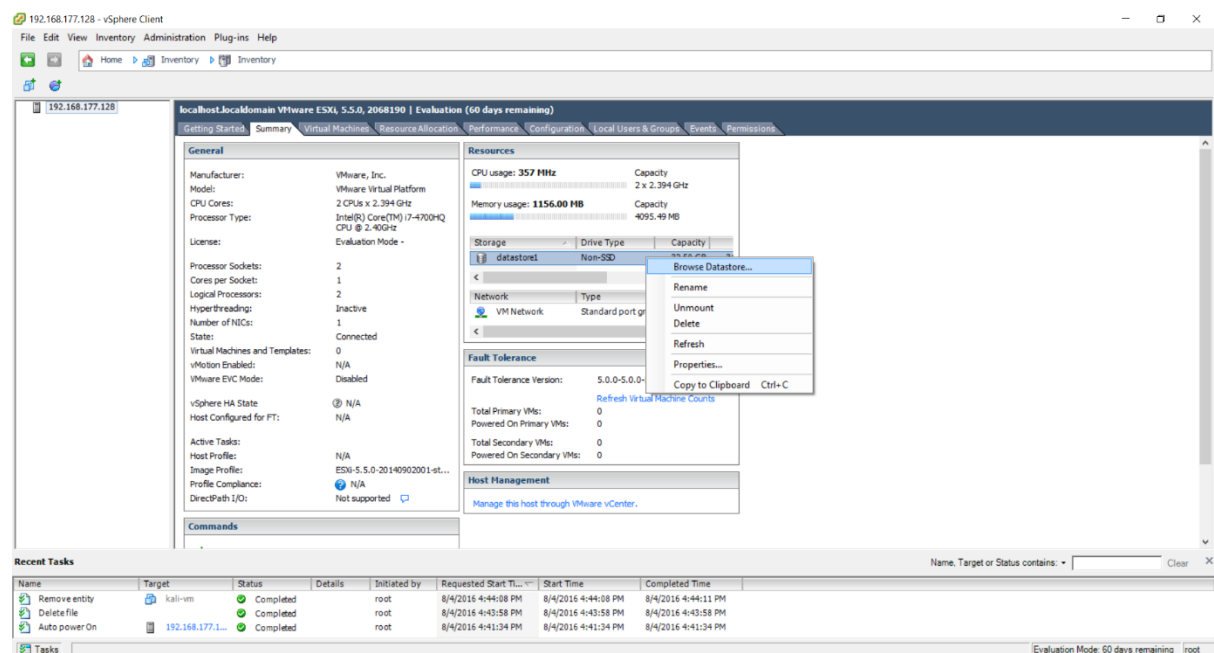 192.168.177.128 - vSphere Client
File Edit View Inventory Administration Plug-ins Help
Home Inventory Inventory
192.168.177.128
localhost.localdomain VMware ESXi, 5.5.0, 2068190 | Evaluation (60 days remaining)
Getting Started Summary Virtual Machines Resource Allocation Performance Configuration Local Users & Groups Events Permissions
General
Manufacturer: VMware, Inc.
Model: VMware Virtual Platform
CPU Cores: 2 CPUs x 2.394 GHz
Processor Type: Intel(R) Core(TM) i7-4700HQ
CPU @ 2.40GHz
License: Evaluation Mode -
Processor Sockets: 2
Cores per Socket: 1
Logical Processors: 2
Hyperthreading: Inactive
Number of NICs: 1
State: Connected
Virtual Machines and Templates: 0
vMotion Enabled: N/A
VMware EVC Mode: Disabled
vSphere HA State N/A
Host Configured for FT: N/A
Active Tasks:
Host Profile: N/A
Image Profile: ESXi-5.5.0-20140902001-st...
Profile Compliance: N/A
DirectPath I/O: Not supported
Commands
Resources
CPU usage: 357 MHz Capacity
2 x 2.394 GHz
Memory usage: 1156.00 MB Capacity
4095.49 MB
Storage Drive Type Capacity
datastore1 Non-SSD
Network Type
VM Network Standard port gr
Browse Datastore...
Rename
Unmount
Delete
Refresh
Properties...
Copy to Clipboard Ctrl+C
Fault Tolerance
Fault Tolerance Version: 5.0.0-5.0.0-
Refresh Virtual Machine Counts
Total Primary VMs: 0
Powered On Primary VMs: 0
Total Secondary VMs: 0
Powered On Secondary VMs: 0
Host Management
Manage this host through VMware vCenter.
Recent Tasks
Name, Target or Status contains: Clear
Name Target Status Details Initiated by Requested Start Ti... Start Time Completed Time
Remove entity kali-vm Completed root 8/4/2016 4:44:08 PM 8/4/2016 4:44:08 PM 8/4/2016 4:44:11 PM
Delete file Completed root 8/4/2016 4:43:58 PM 8/4/2016 4:43:58 PM 8/4/2016 4:43:58 PM
Auto power On 192.168.177.1... Completed root 8/4/2016 4:41:34 PM 8/4/2016 4:41:34 PM 8/4/2016 4:41:34 PM
Tasks Evaluation Mode: 60 days remaining root